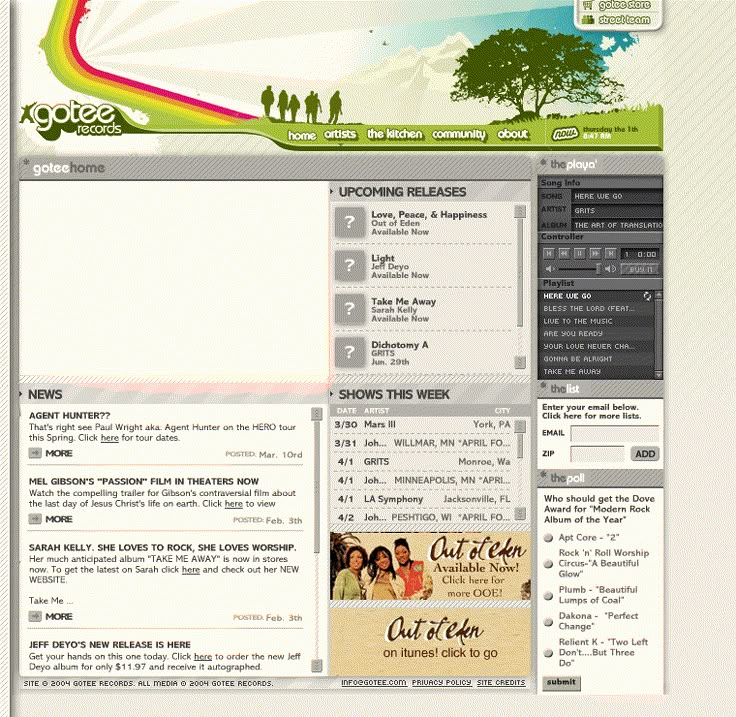 gotee store
street team
gotee
records
home artists the kitchen community about
now thursday the 1th
8:47 AM
* goteehome
UPCOMING RELEASES
?
Love, Peace, & Happiness
Out of Eden
Available Now
?
Light
Jeff Deyo
Available Now
?
Take Me Away
Sarah Kelly
Available Now
?
Dichotomy A
GRITS
Jun. 29th
NEWS
AGENT HUNTER??
That's right see Paul Wright aka. Agent Hunter on the HERO tour
this Spring. Click here for tour dates.
MORE POSTED: Mar. 10rd
MEL GIBSON'S "PASSION" FILM IN THEATERS NOW
Watch the compelling trailer for Gibson's contraversial film about
the last day of Jesus Christ's life on earth. Click here to view
MORE POSTED: Feb. 3th
SARAH KELLY. SHE LOVES TO ROCK, SHE LOVES WORSHIP.
Her much anticipated album "TAKE ME AWAY" is now in stores
now. To get the latest on Sarah click here and check out her NEW
WEBSITE.
Take Me ...
MORE POSTED: Feb. 3th
JEFF DEYO'S NEW RELEASE IS HERE
Get your hands on this one today. Click here to order the new Jeff
Deyo album for only $11.97 and receive it autographed.
SHOWS THIS WEEK
DATE ARTIST CITY
3/30 Mars Ill York, PA
3/31 Joh... WILLMAR, MN *APRIL FO...
4/1 GRITS Monroe, Wa
4/1 Joh... MINNEAPOLIS, MN *APRI...
4/1 LA Symphony Jacksonville, FL
4/2 Joh... PESHTIGO, WI *APRIL FO...
Out of Eden
Available Now!
Click here for
more OOE!
Out of Eden
on itunes! click to go
* theplaya'
Song Info
SONG HERE WE GO
ARTIST GRITS
ALBUM THE ART OF TRANSLATIO
Controller
1 0:00
BUY IT
Playlist
HERE WE GO
BLESS THE LORD (FEAT...
LIVE TO THE MUSIC
ARE YOU READY
YOUR LOVE NEVER CHA...
GONNA BE ALRIGHT
TAKE ME AWAY
* thelist
Enter your email below.
Click here for more lists.
EMAIL
ZIP ADD
* thepoll
Who should get the Dove
Award for "Modern Rock
Album of the Year"
Apt Core - "2"
Rock 'n' Roll Worship
Circus-"A Beautiful
Glow"
Plumb - "Beautiful
Lumps of Coal"
Dakona - "Perfect
Change"
Relient K - "Two Left
Don't....But Three
Do"
submit
SITE © 2004 GOTEE RECORDS. ALL MEDIA © 2004 GOTEE RECORDS. INFO@GOTEE.COM PRIVACY POLICY SITE CREDITS